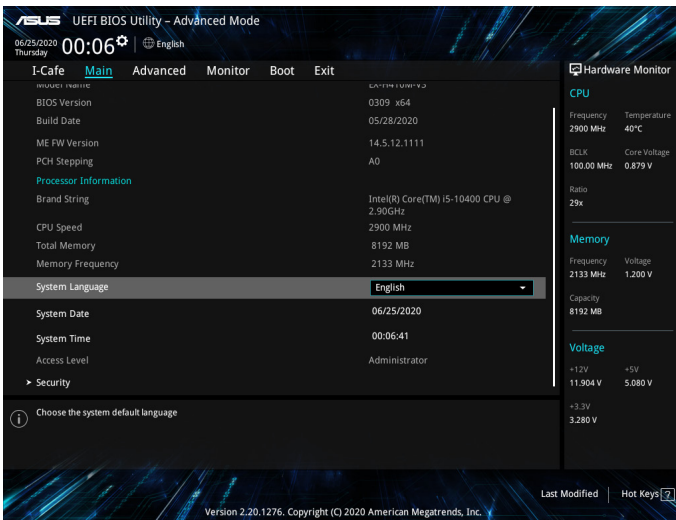 ASUS UEFI BIOS Utility – Advanced Mode
06/25/2020
Thursday
00:06
English
I-Cafe Main Advanced Monitor Boot Exit
Model Name EX-H410M-V3
BIOS Version 0309 x64
Build Date 05/28/2020
ME FW Version 14.5.12.1111
PCH Stepping A0
Processor Information
Brand String Intel(R) Core(TM) i5-10400 CPU @
2.90GHz
CPU Speed 2900 MHz
Total Memory 8192 MB
Memory Frequency 2133 MHz
System Language English
System Date 06/25/2020
System Time 00:06:41
Access Level Administrator
> Security
Choose the system default language
Hardware Monitor
CPU
Frequency Temperature
2900 MHz 40°C
BCLK Core Voltage
100.00 MHz 0.879 V
Ratio
29x
Memory
Frequency Voltage
2133 MHz 1.200 V
Capacity
8192 MB
Voltage
+12V +5V
11.904 V 5.080 V
+3.3V
3.280 V
Last Modified Hot Keys ?
Version 2.20.1276. Copyright (C) 2020 American Megatrends, Inc.